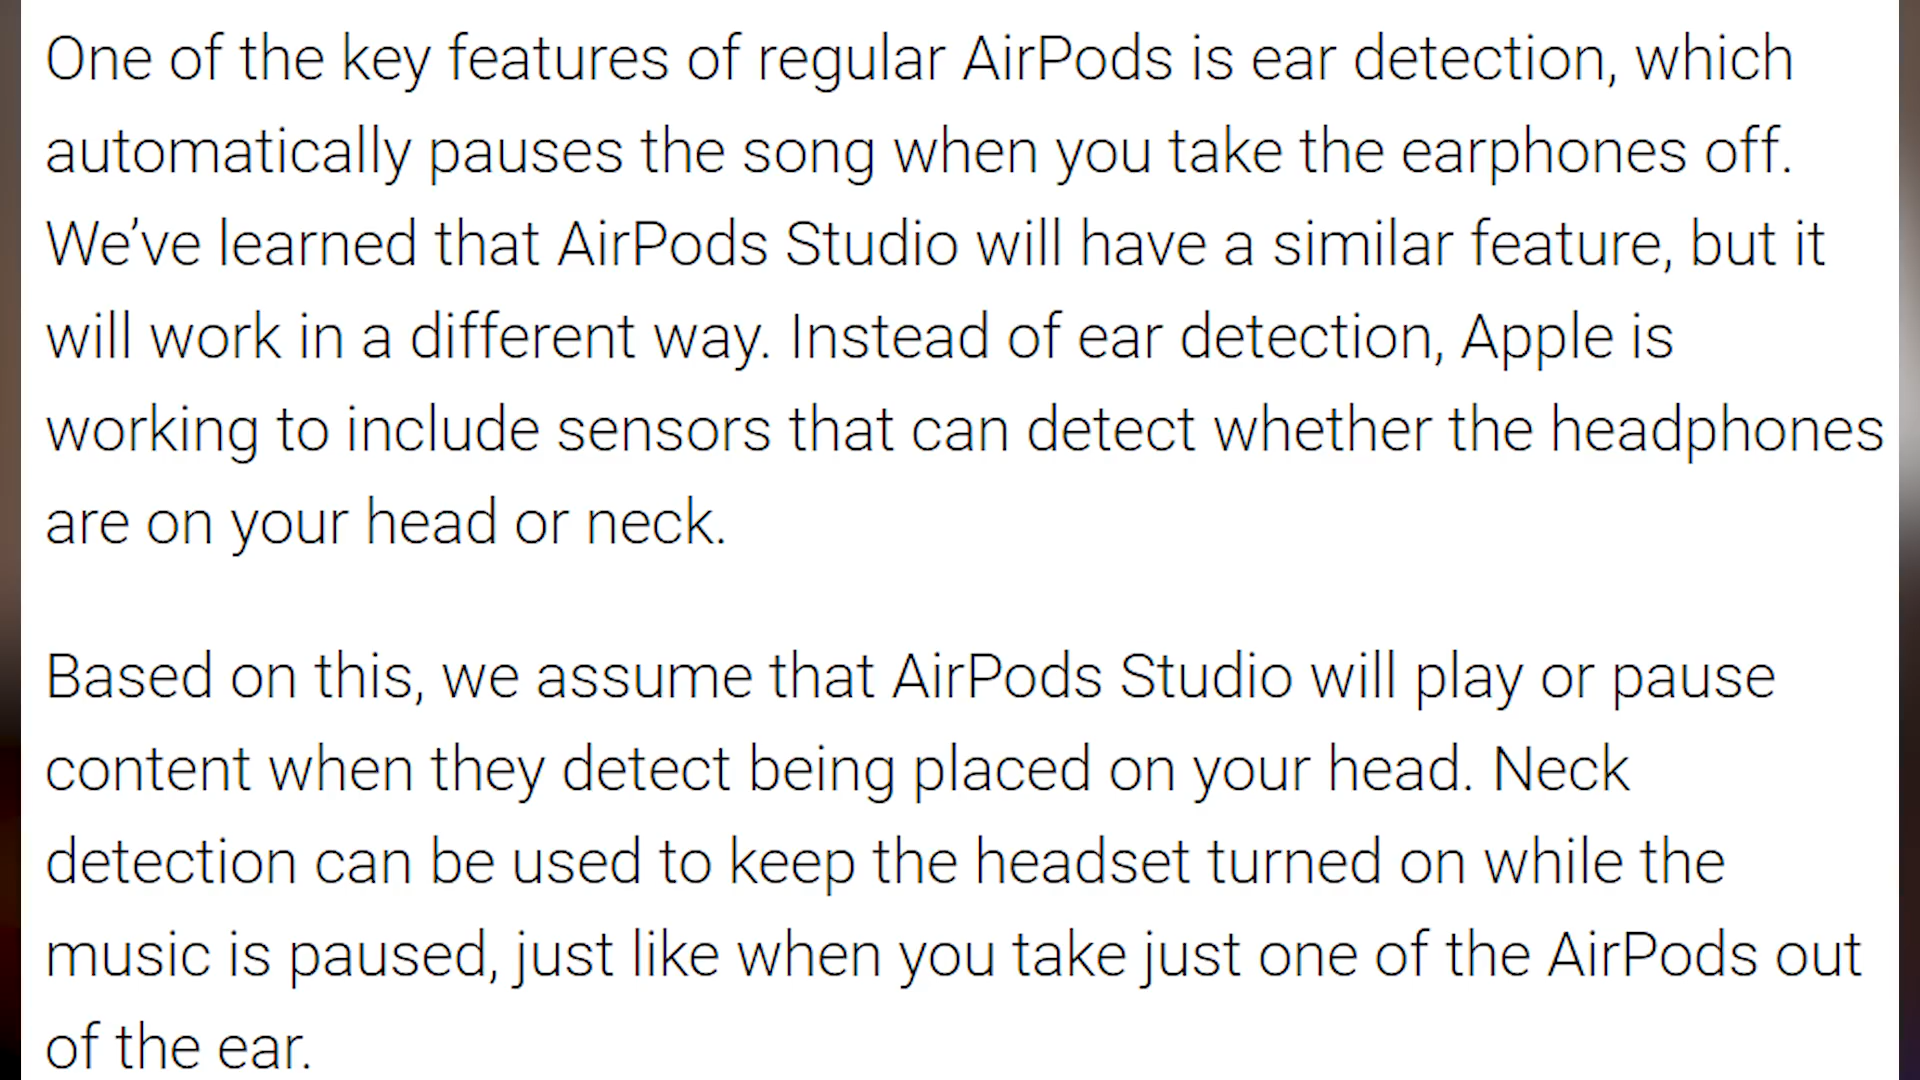 One of the key features of regular AirPods is ear detection, which
automatically pauses the song when you take the earphones off.
We’ve learned that AirPods Studio will have a similar feature, but it
will work in a different way. Instead of ear detection, Apple is
working to include sensors that can detect whether the headphones
are on your head or neck.
Based on this, we assume that AirPods Studio will play or pause
content when they detect being placed on your head. Neck
detection can be used to keep the headset turned on while the
music is paused, just like when you take just one of the AirPods out
of the ear.